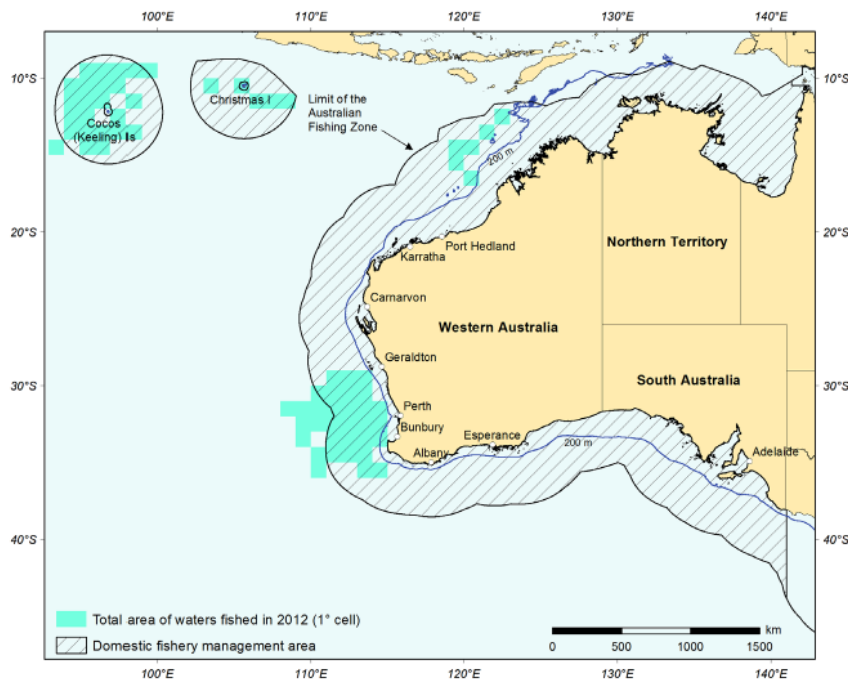 100°E 110°E 120°E 130°E 140°E
10°S 10°S
Christmas I
Cocos
(Keeling) Is
Limit of the
Australian
Fishing Zone
200 m
20°S 20°S
Port Hedland
Karratha
Northern Territory
Carnarvon
Western Australia
Geraldton
30°S 30°S
South Australia
Perth
Bunbury
Esperance
Albany
200 m
Adelaide
40°S 40°S
Total area of waters fished in 2012 (1° cell)
Domestic fishery management area
km
0 500 1000 1500
100°E 110°E 120°E 130°E 140°E